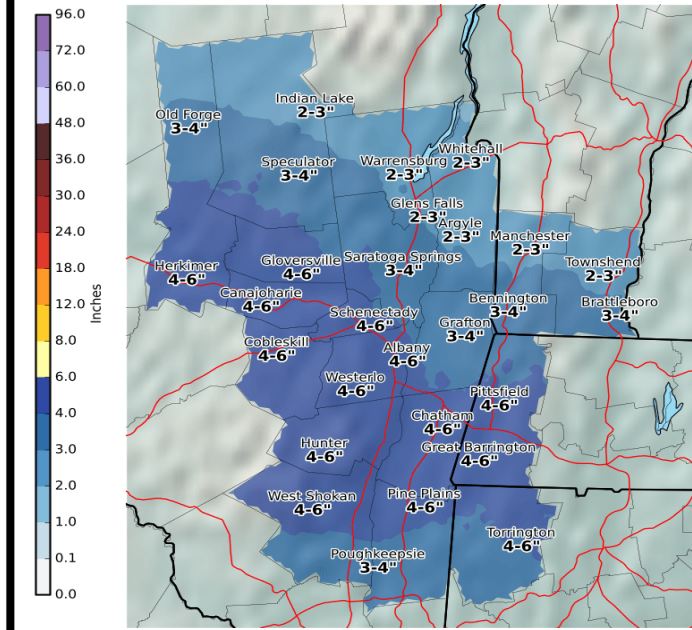 96.0
72.0
60.0
48.0
36.0
30.0
24.0
18.0
12.0
8.0
6.0
4.0
3.0
2.0
1.0
0.1
0.0
Inches
Indian Lake
2-3"
Old Forge
3-4"
Speculator
3-4"
Warrensburg
2-3"
Whitehall
2-3"
Glens Falls
2-3"
Argyle
2-3"
Manchester
2-3"
Townshend
2-3"
Herkimer
4-6"
Gloversville
4-6"
Saratoga Springs
3-4"
Canajoharie
4-6"
Schenectady
4-6"
Bennington
3-4"
Brattleboro
3-4"
Grafton
3-4"
Cobleskill
4-6"
Albany
4-6"
Westerlo
4-6"
Pittsfield
4-6"
Chatham
4-6"
Hunter
4-6"
Great Barrington
4-6"
West Shokan
4-6"
Pine Plains
4-6"
Torrington
4-6"
Poughkeepsie
3-4"